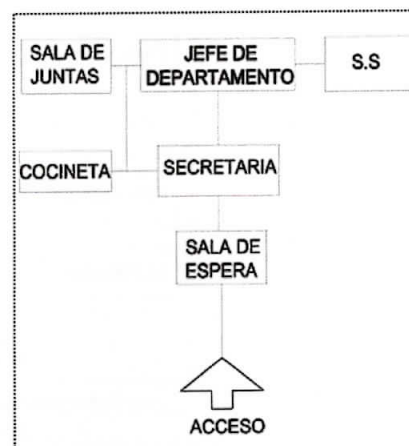 SALA DE
JUNTAS
JEFE DE
DEPARTAMENTO
S.S
COCINETA
SECRETARIA
SALA DE
ESPERA
ACCESO